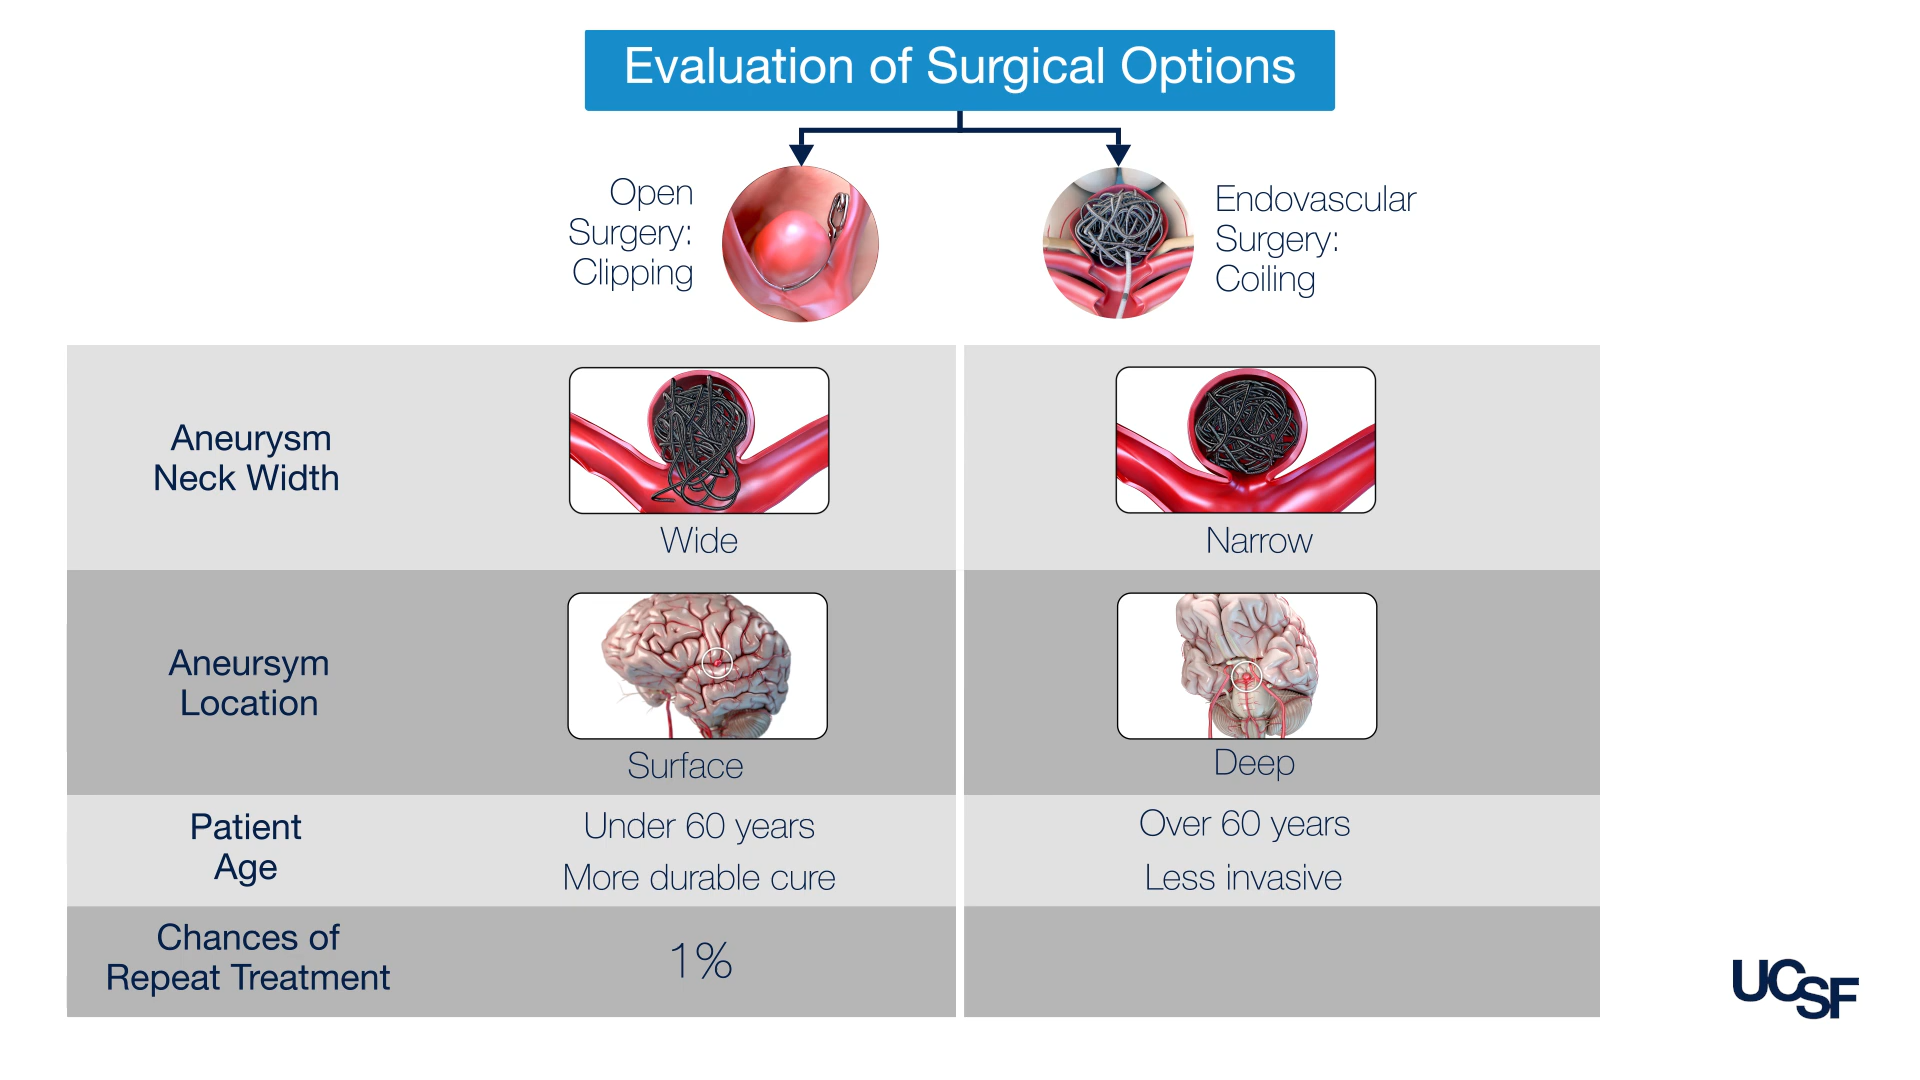 Evaluation of Surgical Options
Open
Surgery:
Clipping
Endovascular
Surgery:
Coiling
Aneurysm
Neck Width
Wide
Narrow
Aneursym
Location
Surface
Deep
Patient
Age
Under 60 years
More durable cure
Over 60 years
Less invasive
Chances of
Repeat Treatment
1%
UCSF